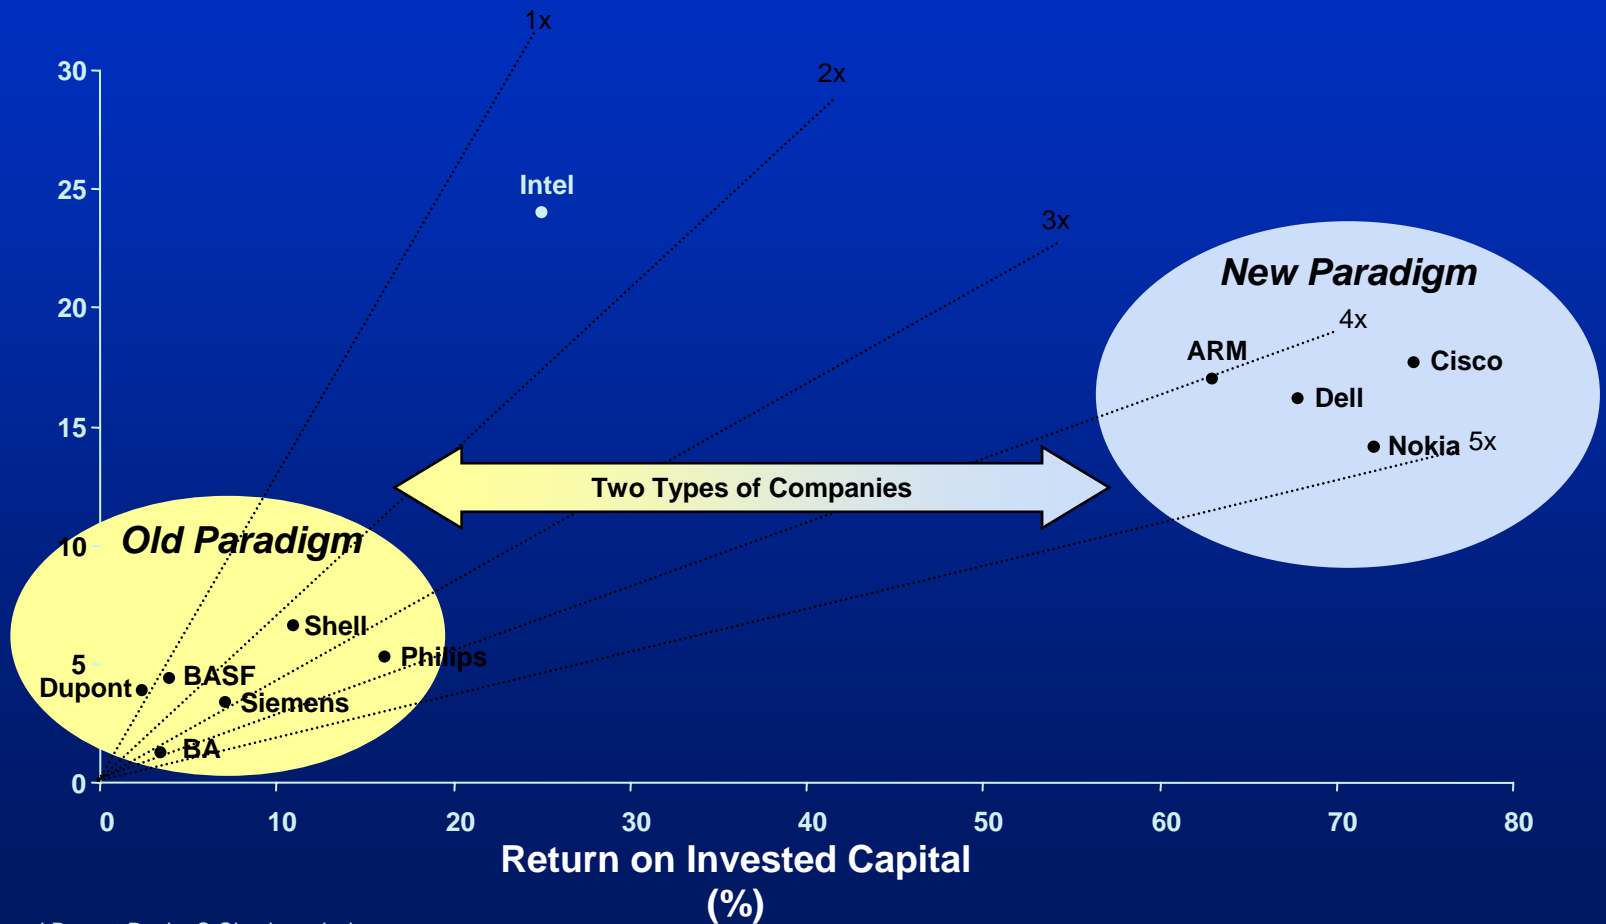 1x
30
2x
25
Intel
3x
New Paradigm
20
4x
ARM
Cisco
Dell
15
Nokia 5x
Two Types of Companies
10
Old Paradigm
Shell
5
Philips
Dupont
BASF
Siemens
BA
0
0 10 20 30 40 50 60 70 80
Return on Invested Capital
(%)